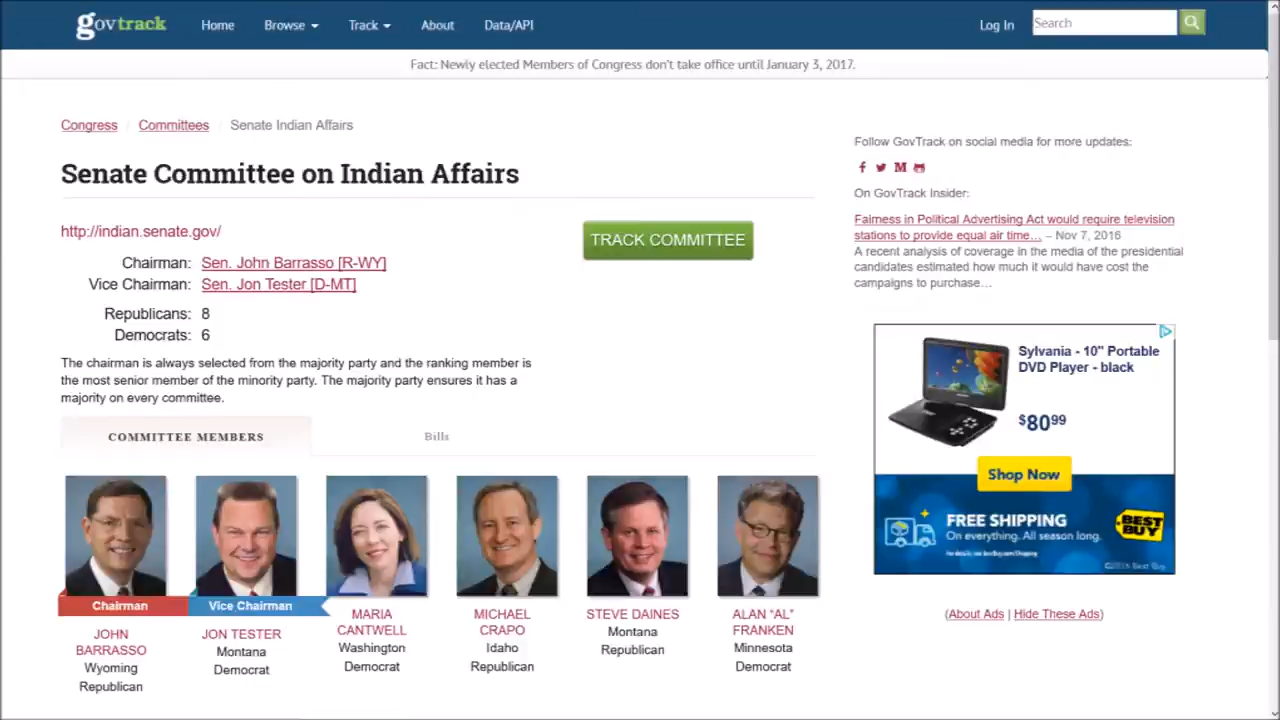 govtrack Home Browse Track About Data/API Log In Search
Fact: Newly elected Members of Congress don't take office until January 3, 2017.
Congress / Committees / Senate Indian Affairs
Senate Committee on Indian Affairs
http://indian.senate.gov/
TRACK COMMITTEE
Chairman: Sen. John Barrasso [R-WY]
Vice Chairman: Sen. Jon Tester [D-MT]
Republicans: 8
Democrats: 6
The chairman is always selected from the majority party and the ranking member is
the most senior member of the minority party. The majority party ensures it has a
majority on every committee.
COMMITTEE MEMBERS Bills
Chairman
JOHN
BARRASSO
Wyoming
Republican
Vice Chairman
JON TESTER
Montana
Democrat
MARIA
CANTWELL
Washington
Democrat
MICHAEL
CRAPO
Idaho
Republican
STEVE DAINES
Montana
Republican
ALAN “AL”
FRANKEN
Minnesota
Democrat
Follow GovTrack on social media for more updates:
On GovTrack Insider:
Fairness in Political Advertising Act would require television
stations to provide equal air time… – Nov 7, 2016
A recent analysis of coverage in the media of the presidential
candidates estimated how much it would have cost the
campaigns to purchase…
Sylvania - 10" Portable
DVD Player - black
$8099
Shop Now
FREE SHIPPING
On everything. All season long.
BEST
BUY
(About Ads | Hide These Ads)